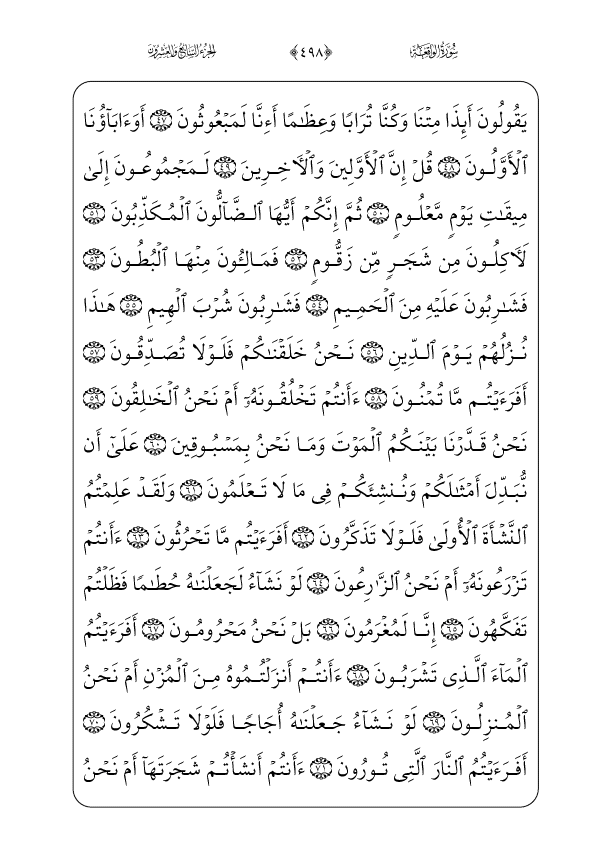 سُورَةُ الوَاقِعَةِ ﴿٤٩٨﴾ الجُزءُ السَّابِعُ وَالعِشرُونَ
يَقُولُونَ أَئِذَا مِتۡنَا وَكُنَّا تُرَابٗا وَعِظَٰمًا أَءِنَّا لَمَبۡعُوثُونَ ٤٧ أَوَءَابَآؤُنَا
ٱلۡأَوَّلُونَ ٤٨ قُلۡ إِنَّ ٱلۡأَوَّلِينَ وَٱلۡأٓخِرِينَ ٤٩ لَمَجۡمُوعُونَ إِلَىٰ
مِيقَٰتِ يَوۡمٖ مَّعۡلُومٖ ٥٠ ثُمَّ إِنَّكُمۡ أَيُّهَا ٱلضَّآلُّونَ ٱلۡمُكَذِّبُونَ ٥١
لَأٓكِلُونَ مِن شَجَرٖ مِّن زَقُّومٖ ٥٢ فَمَالِـُٔونَ مِنۡهَا ٱلۡبُطُونَ ٥٣
فَشَٰرِبُونَ عَلَيۡهِ مِنَ ٱلۡحَمِيمِ ٥٤ فَشَٰرِبُونَ شُرۡبَ ٱلۡهِيمِ ٥٥ هَٰذَا
نُزُلُهُمۡ يَوۡمَ ٱلدِّينِ ٥٦ نَحۡنُ خَلَقۡنَٰكُمۡ فَلَوۡلَا تُصَدِّقُونَ ٥٧
أَفَرَءَيۡتُم مَّا تُمۡنُونَ ٥٨ ءَأَنتُمۡ تَخۡلُقُونَهُۥٓ أَمۡ نَحۡنُ ٱلۡخَٰلِقُونَ ٥٩
نَحۡنُ قَدَّرۡنَا بَيۡنَكُمُ ٱلۡمَوۡتَ وَمَا نَحۡنُ بِمَسۡبُوقِينَ ٦٠ عَلَىٰٓ أَن
نُّبَدِّلَ أَمۡثَٰلَكُمۡ وَنُنشِئَكُمۡ فِي مَا لَا تَعۡلَمُونَ ٦١ وَلَقَدۡ عَلِمۡتُمُ
ٱلنَّشۡأَةَ ٱلۡأُولَىٰ فَلَوۡلَا تَذَكَّرُونَ ٦٢ أَفَرَءَيۡتُم مَّا تَحۡرُثُونَ ٦٣ ءَأَنتُمۡ
تَزۡرَعُونَهُۥٓ أَمۡ نَحۡنُ ٱلزَّٰرِعُونَ ٦٤ لَوۡ نَشَآءُ لَجَعَلۡنَٰهُ حُطَٰمٗا فَظَلۡتُمۡ
تَفَكَّهُونَ ٦٥ إِنَّا لَمُغۡرَمُونَ ٦٦ بَلۡ نَحۡنُ مَحۡرُومُونَ ٦٧ أَفَرَءَيۡتُمُ
ٱلۡمَآءَ ٱلَّذِي تَشۡرَبُونَ ٦٨ ءَأَنتُمۡ أَنزَلۡتُمُوهُ مِنَ ٱلۡمُزۡنِ أَمۡ نَحۡنُ
ٱلۡمُنزِلُونَ ٦٩ لَوۡ نَشَآءُ جَعَلۡنَٰهُ أُجَاجٗا فَلَوۡلَا تَشۡكُرُونَ ٧٠
أَفَرَءَيۡتُمُ ٱلنَّارَ ٱلَّتِي تُورُونَ ٧١ ءَأَنتُمۡ أَنشَأۡتُمۡ شَجَرَتَهَآ أَمۡ نَحۡنُ